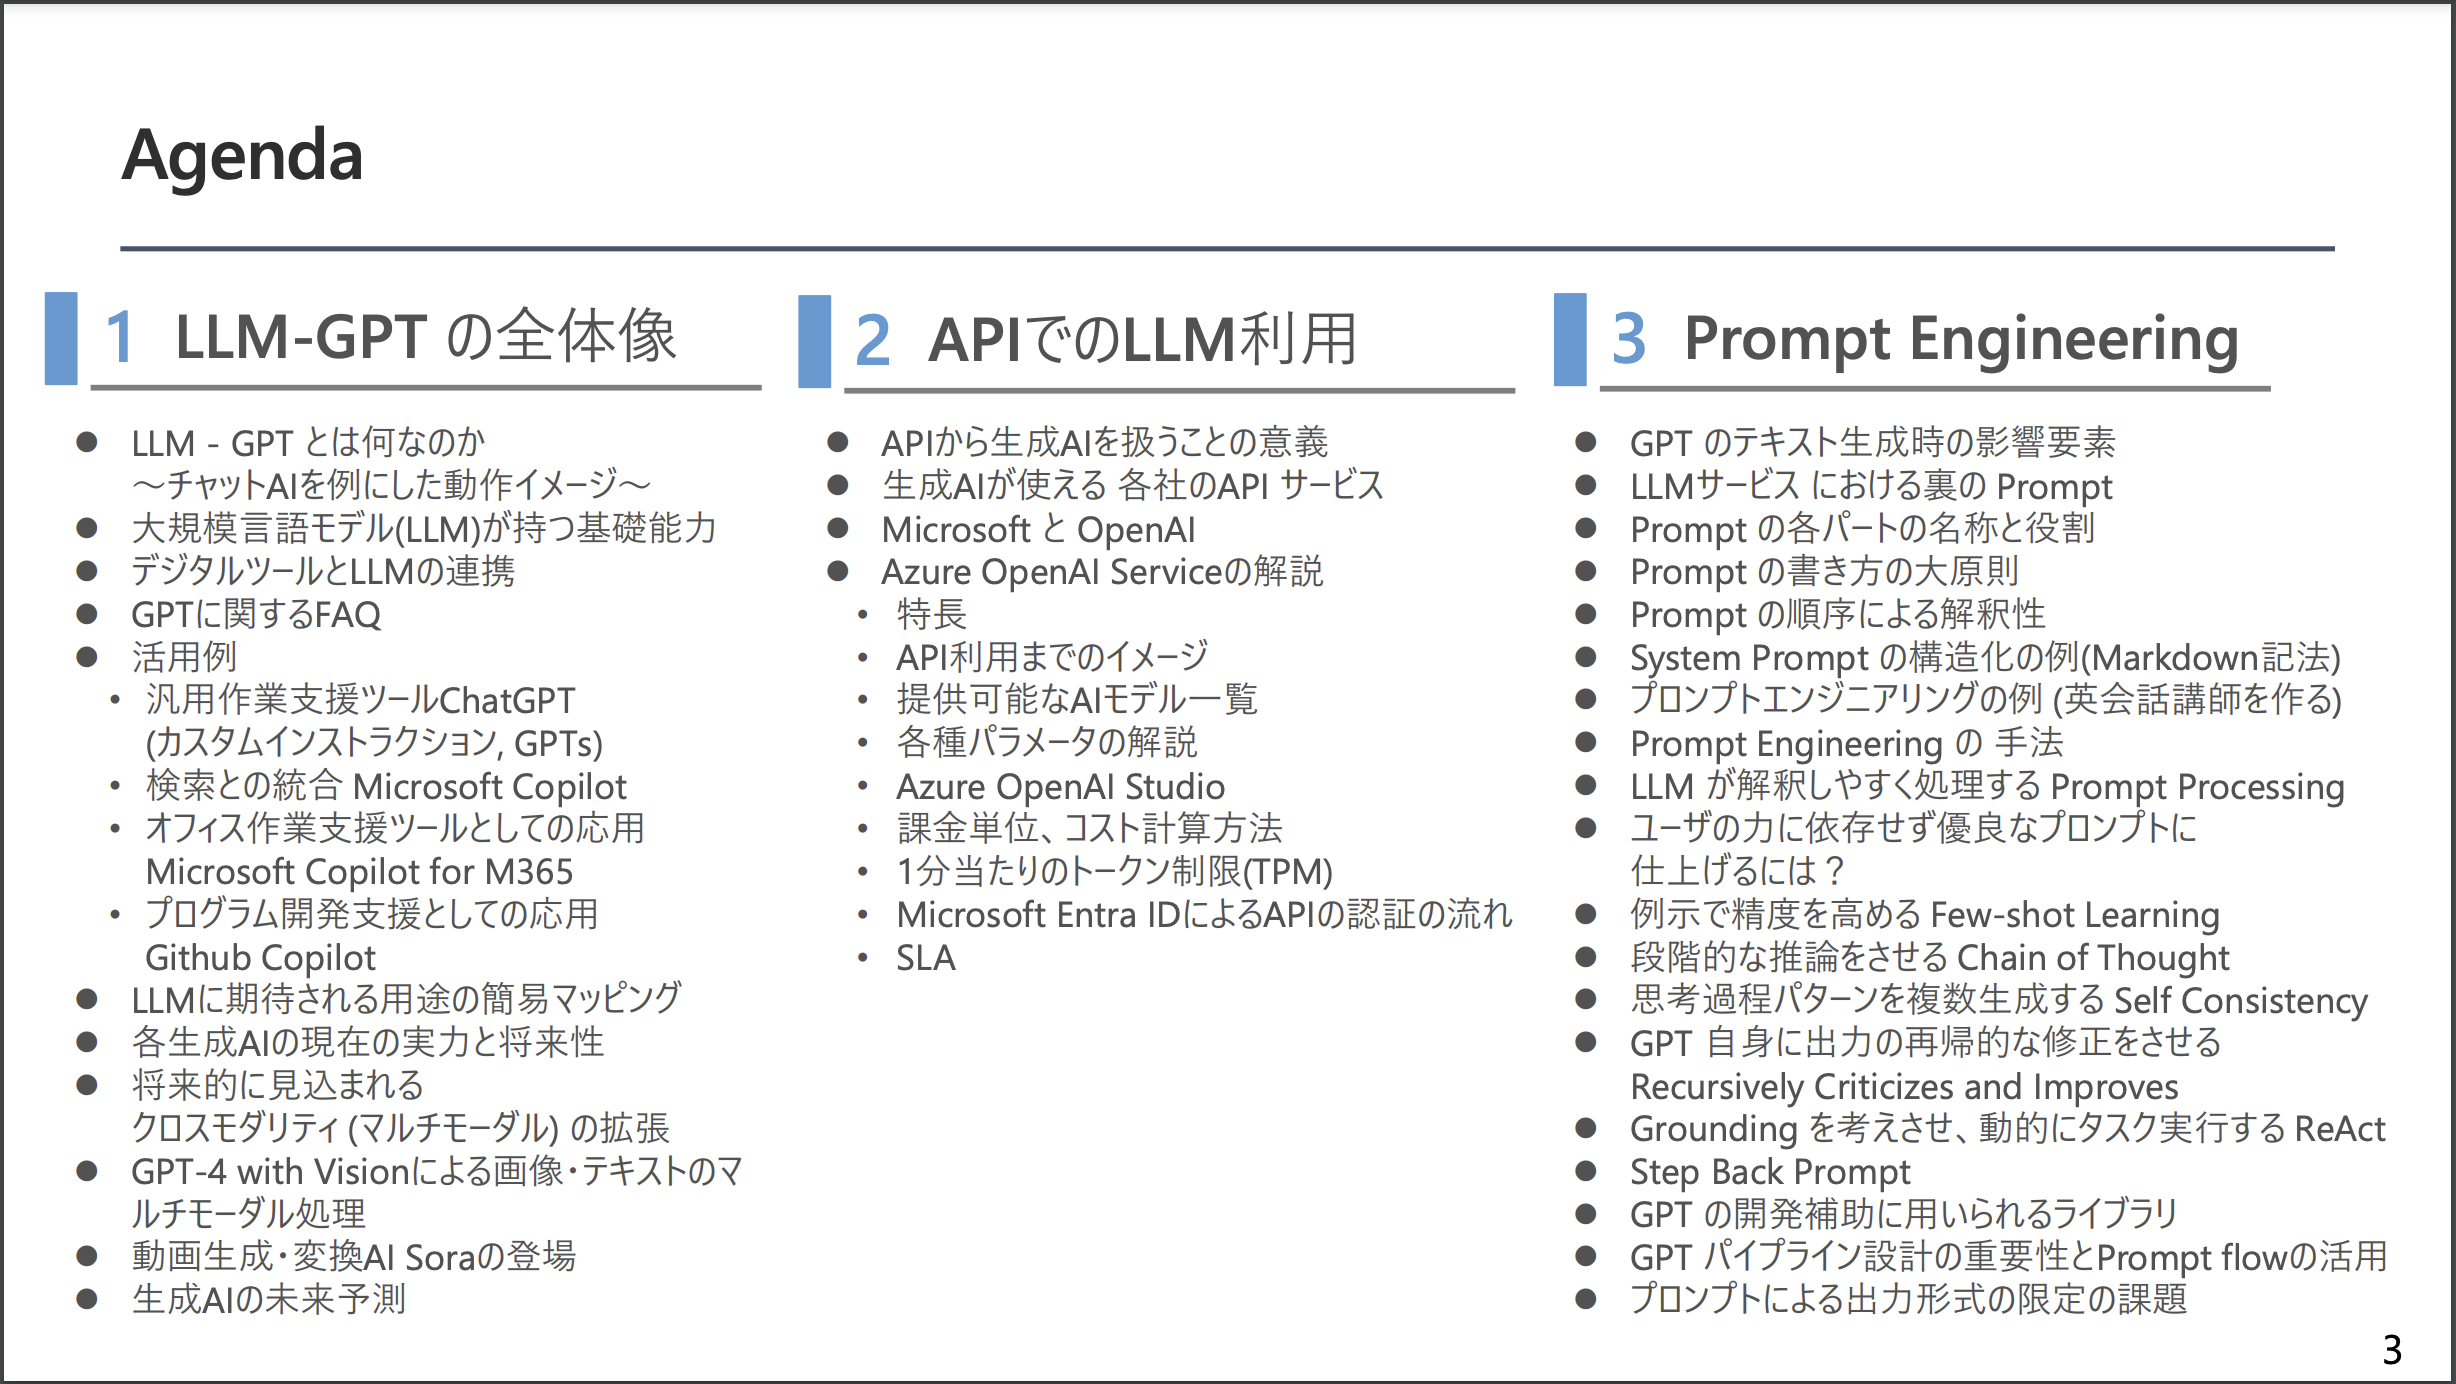 Agenda
1 LLM-GPT の全体像
● LLM - GPT とは何なのか
～チャットAIを例にした動作イメージ～
● 大規模言語モデル(LLM)が持つ基礎能力
● デジタルツールとLLMの連携
● GPTに関するFAQ
● 活用例
• 汎用作業支援ツールChatGPT
(カスタムインストラクション, GPTs)
• 検索との統合 Microsoft Copilot
• オフィス作業支援ツールとしての応用
Microsoft Copilot for M365
• プログラム開発支援としての応用
Github Copilot
● LLMに期待される用途の簡易マッピング
● 各生成AIの現在の実力と将来性
● 将来的に見込まれる
クロスモダリティ (マルチモーダル) の拡張
● GPT-4 with Visionによる画像・テキストのマ
ルチモーダル処理
● 動画生成・変換AI Soraの登場
● 生成AIの未来予測
2 APIでのLLM利用
● APIから生成AIを扱うことの意義
● 生成AIが使える 各社のAPI サービス
● Microsoft と OpenAI
● Azure OpenAI Serviceの解説
• 特長
• API利用までのイメージ
• 提供可能なAIモデル一覧
• 各種パラメータの解説
• Azure OpenAI Studio
• 課金単位、コスト計算方法
• 1分当たりのトークン制限(TPM)
• Microsoft Entra IDによるAPIの認証の流れ
• SLA
3 Prompt Engineering
● GPT のテキスト生成時の影響要素
● LLMサービス における裏の Prompt
● Prompt の各パートの名称と役割
● Prompt の書き方の大原則
● Prompt の順序による解釈性
● System Prompt の構造化の例(Markdown記法)
● プロンプトエンジニアリングの例 (英会話講師を作る)
● Prompt Engineering の 手法
● LLM が解釈しやすく処理する Prompt Processing
● ユーザの力に依存せず優良なプロンプトに
仕上げるには？
● 例示で精度を高める Few-shot Learning
● 段階的な推論をさせる Chain of Thought
● 思考過程パターンを複数生成する Self Consistency
● GPT 自身に出力の再帰的な修正をさせる
Recursively Criticizes and Improves
● Grounding を考えさせ、動的にタスク実行する ReAct
● Step Back Prompt
● GPT の開発補助に用いられるライブラリ
● GPT パイプライン設計の重要性とPrompt flowの活用
● プロンプトによる出力形式の限定の課題
3